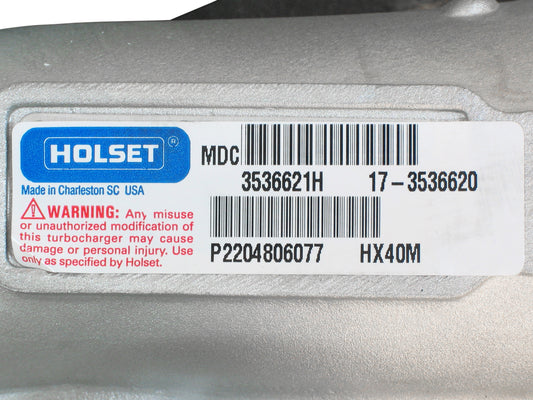 HOLSET®
Made in Charleston SC USA
⚠WARNING: Any misuse
or unauthorized modification of
this turbocharger may cause
damage or personal injury. Use
only as specified by Holset.
MDC
3536621H 17-3536620
P2204806077 HX40M